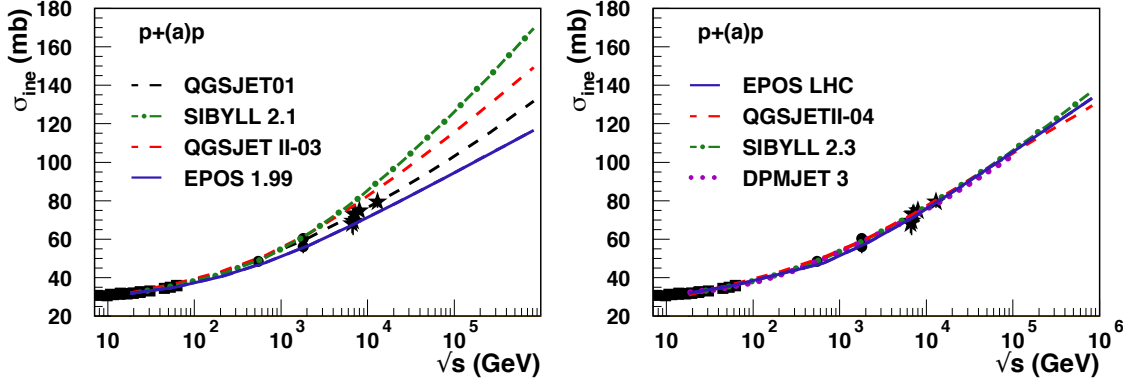 σine (mb)
180
160
140
120
100
80
60
40
20
p+(a)p
QGSJET01
SIBYLL 2.1
QGSJET II-03
EPOS 1.99
10
10 2
10 3
10 4
10 5
√s (GeV)
σine (mb)
180
160
140
120
100
80
60
40
20
p+(a)p
EPOS LHC
QGSJETII-04
SIBYLL 2.3
DPMJET 3
10
10 2
10 3
10 4
10 5
10 6
√s (GeV)